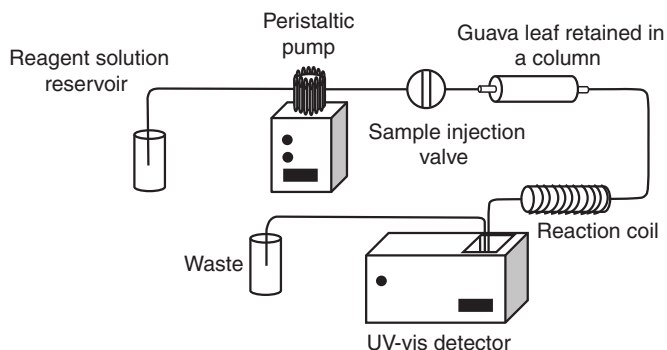 Peristaltic
pump
Guava leaf retained in
a column
Reagent solution
reservoir
Sample injection
valve
Reaction coil
Waste
UV-vis detector